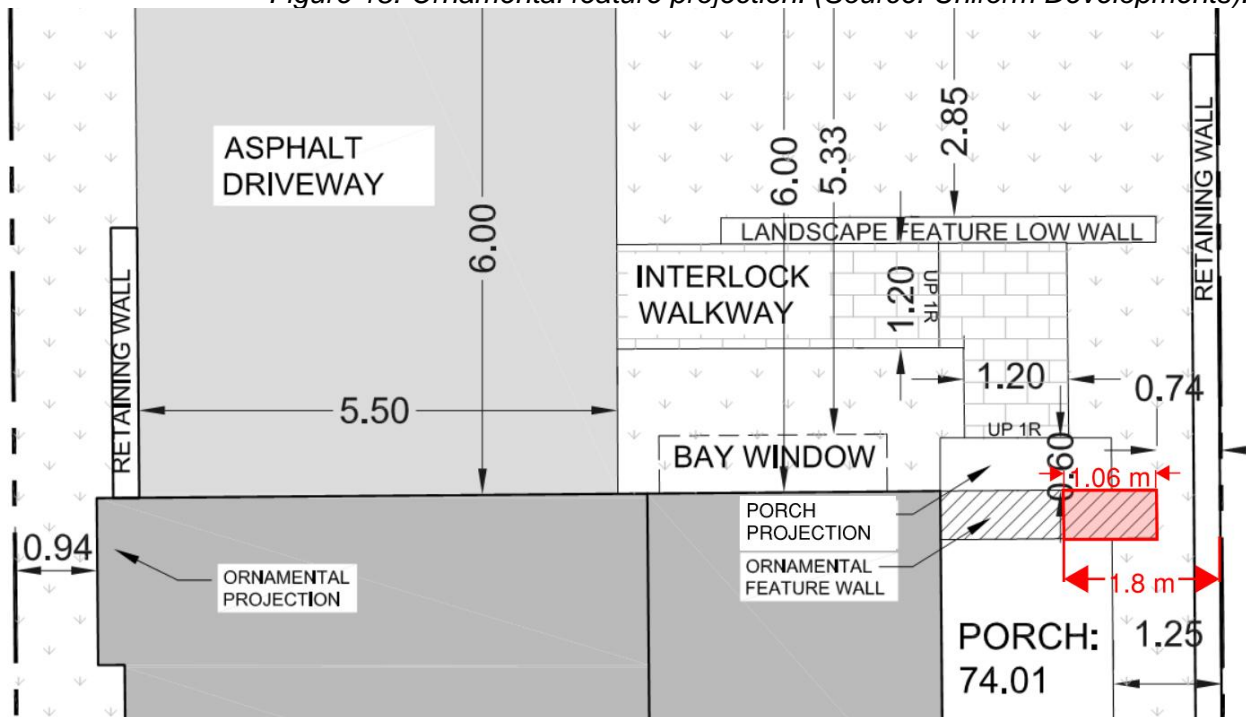 Figure 18: Ornamental feature projection. (Source: Uniform Developments).
ASPHALT
DRIVEWAY
6.00
6.00
5.33
2.85
RETAINING WALL
LANDSCAPE FEATURE LOW WALL
INTERLOCK
WALKWAY
1.20
UP 1R
RETAINING WALL
5.50
1.20
0.74
UP 1R
BAY WINDOW
0.60
1.06 m
PORCH
PROJECTION
0.94
ORNAMENTAL
PROJECTION
ORNAMENTAL
FEATURE WALL
1.8 m
PORCH:
74.01
1.25